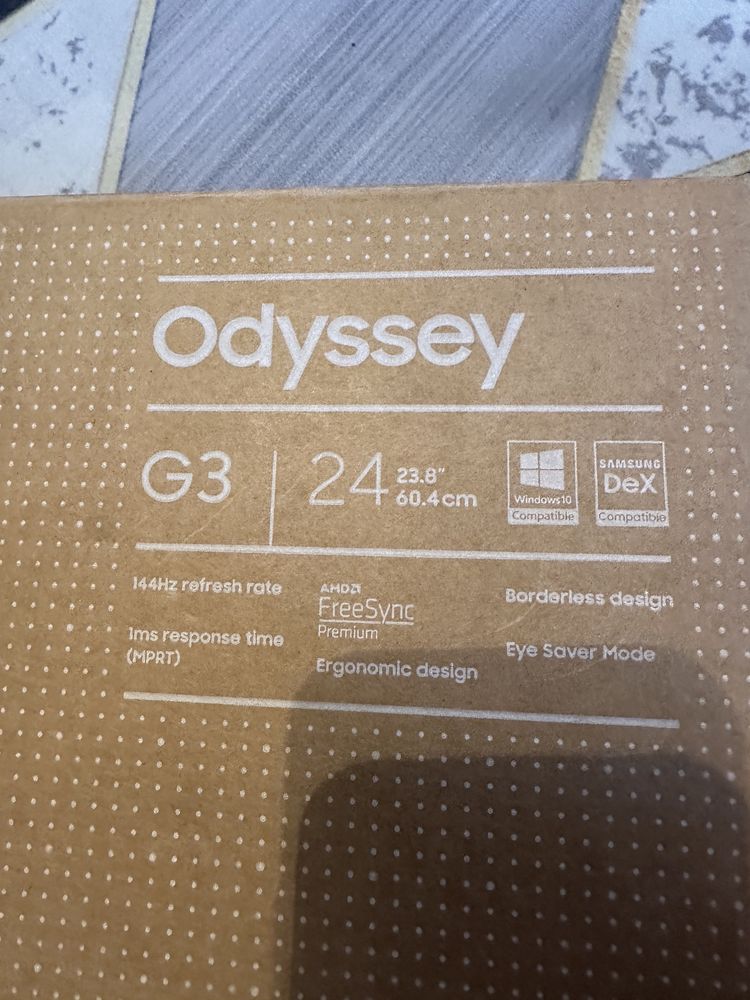 Odyssey
G3
24
23.8"
60.4cm
Windows10
Compatible
SAMSUNG
DeX
Compatible
144Hz refresh rate
1ms response time
(MPRT)
AMD
FreeSync
Premium
Ergonomic design
Borderless design
Eye Saver Mode